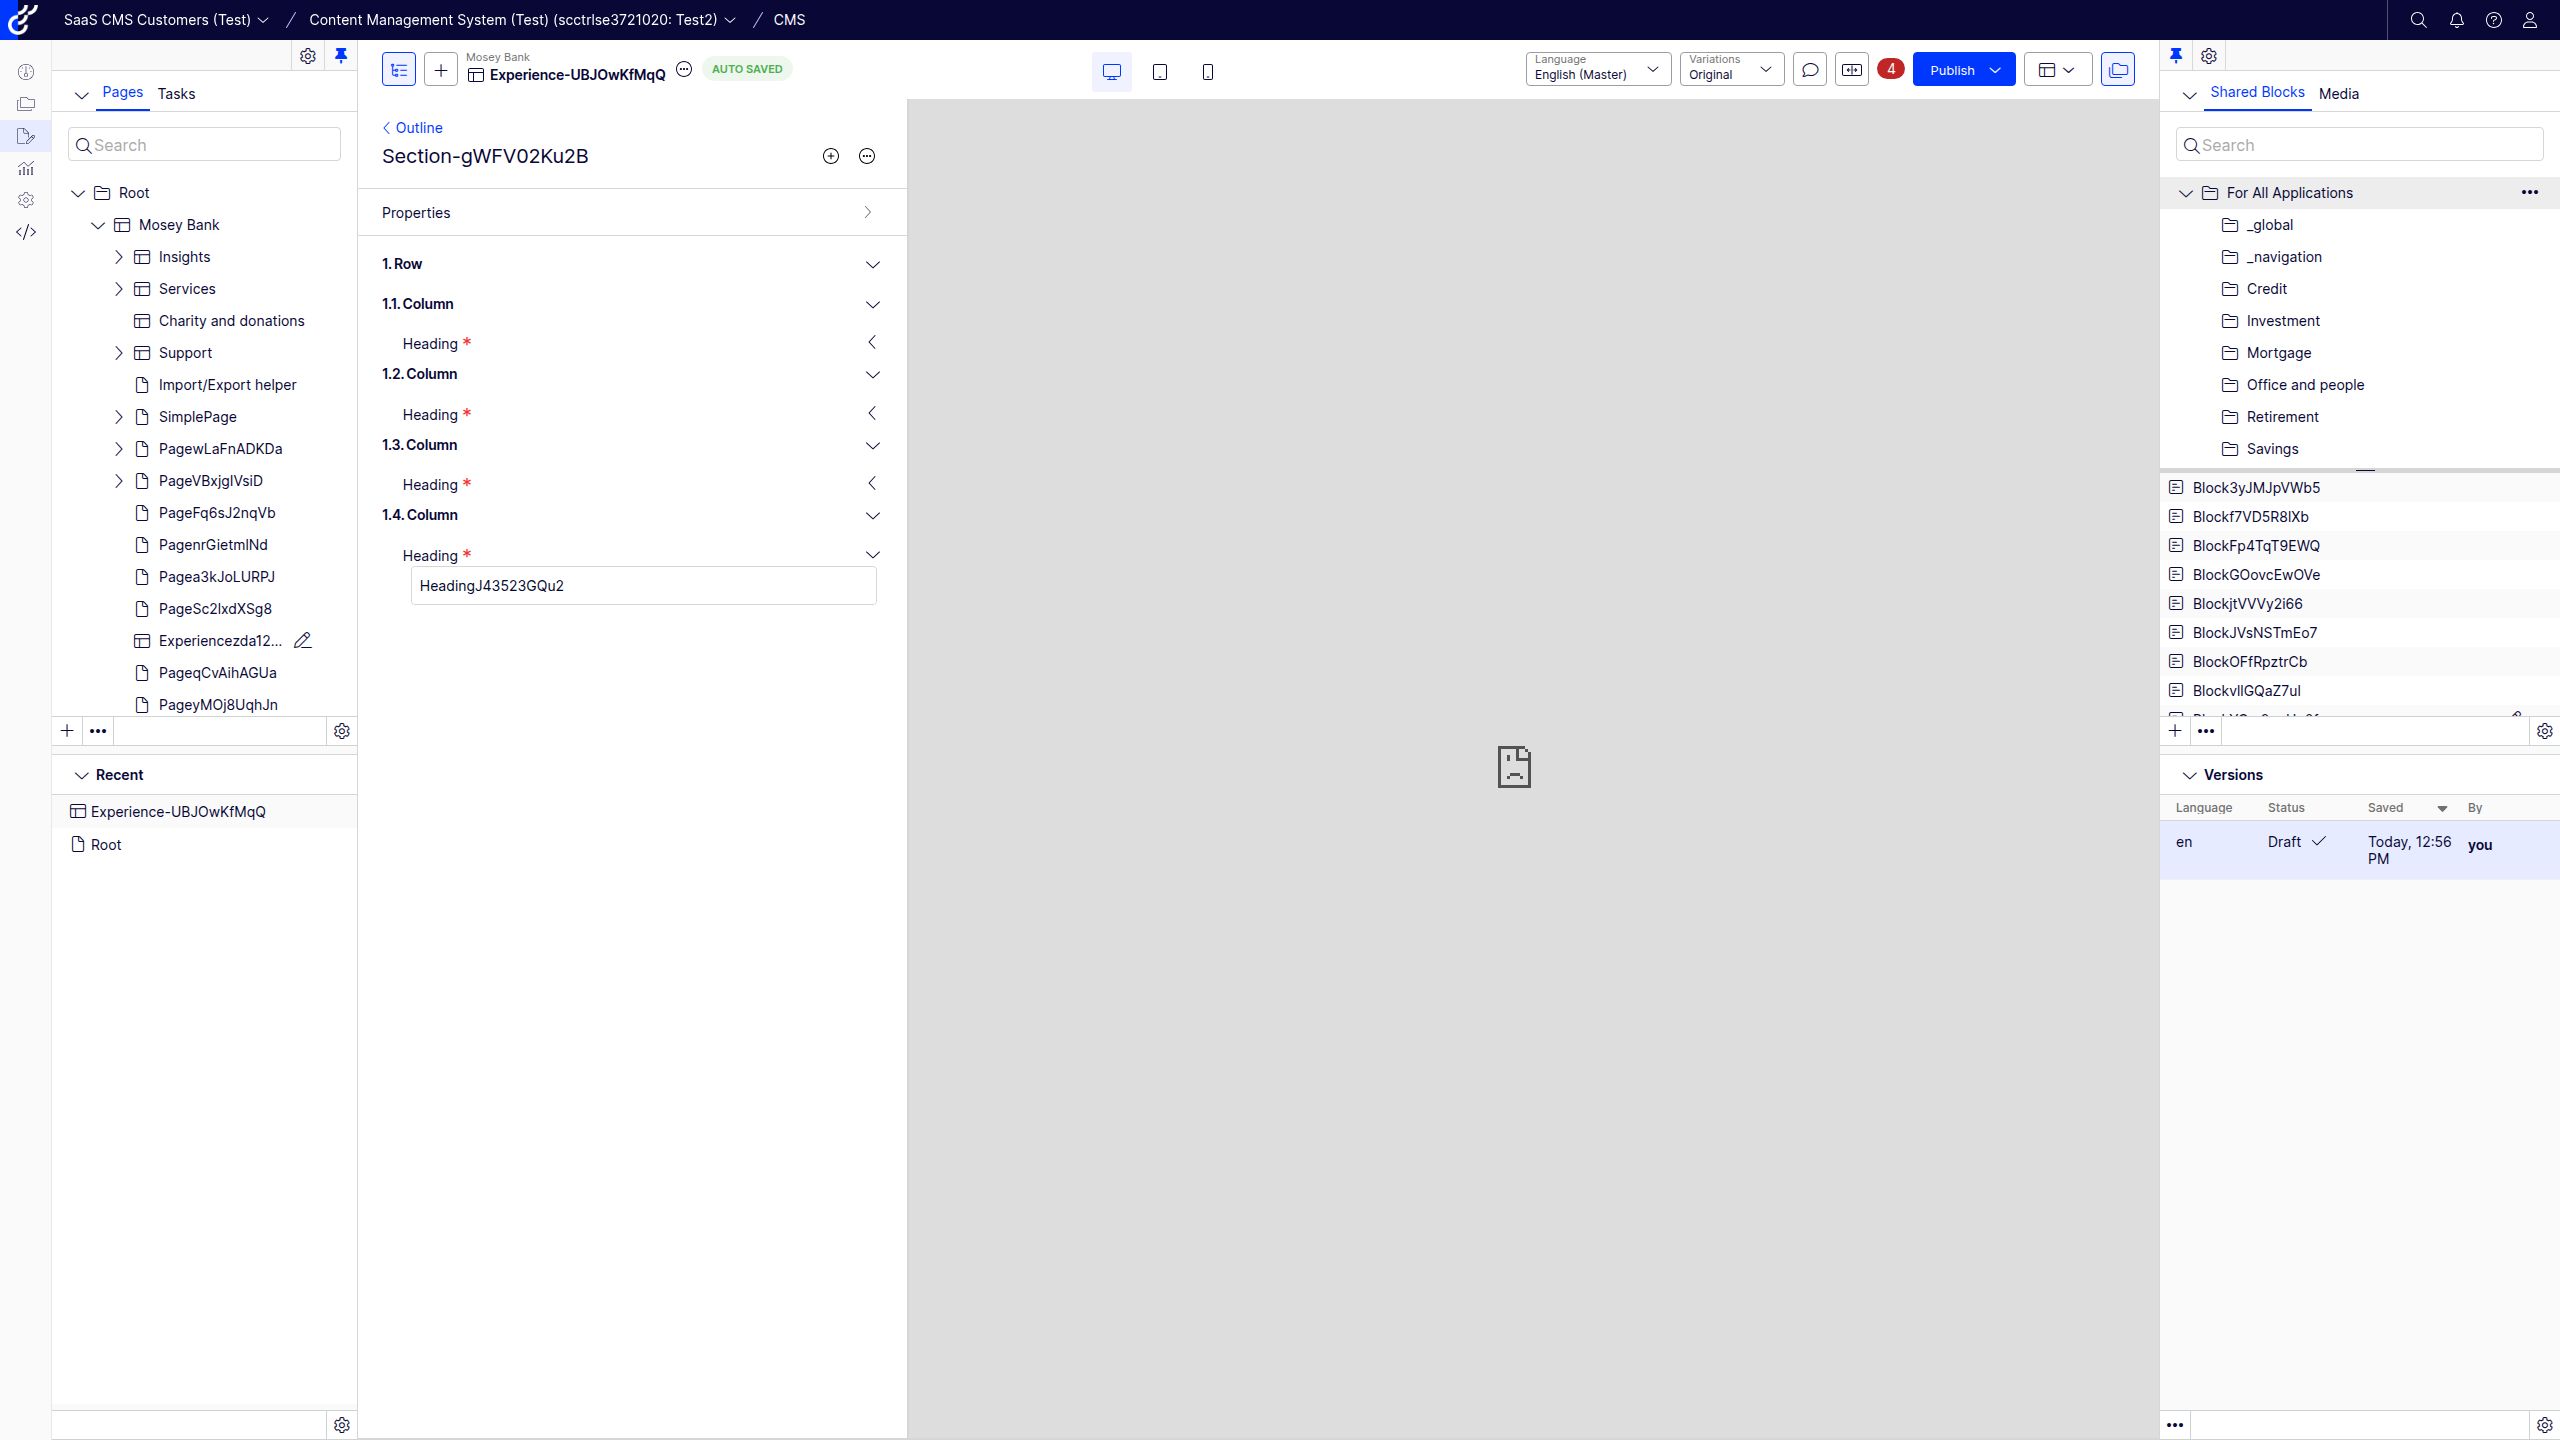 SaaS CMS Customers (Test) / Content Management System (Test) (scctrlse3721020: Test2) / CMS
Pages Tasks
Search
Root
Mosey Bank
Insights
Services
Charity and donations
Support
Import/Export helper
SimplePage
PagewLaFnADKDa
PageVBxjglVsiD
PageFq6sJ2nqVb
PagenrGietmlNd
Pagea3kJoLURPJ
PageSc2lxdXSg8
Experiencezda12...
PageqCvAihAGUa
PageyMOj8UqhJn
Recent
Experience-UBJOwKfMqQ
Root
Mosey Bank
Experience-UBJOwKfMqQ
AUTO SAVED
Language
English (Master)
Variations
Original
4
Publish
Outline
Section-gWFV02Ku2B
Properties
1. Row
1.1. Column
Heading *
1.2. Column
Heading *
1.3. Column
Heading *
1.4. Column
Heading *
HeadingJ43523GQu2
Shared Blocks Media
Search
For All Applications
_global
_navigation
Credit
Investment
Mortgage
Office and people
Retirement
Savings
Block3yJMJpVWb5
Blockf7VD5R8lXb
BlockFp4TqT9EWQ
BlockGOovcEwOVe
BlockjtVVVy2i66
BlockJVsNSTmEo7
BlockOFfRpztrCb
BlockvllGQaZ7ul
Versions
Language Status Saved By
en Draft Today, 12:56 PM you